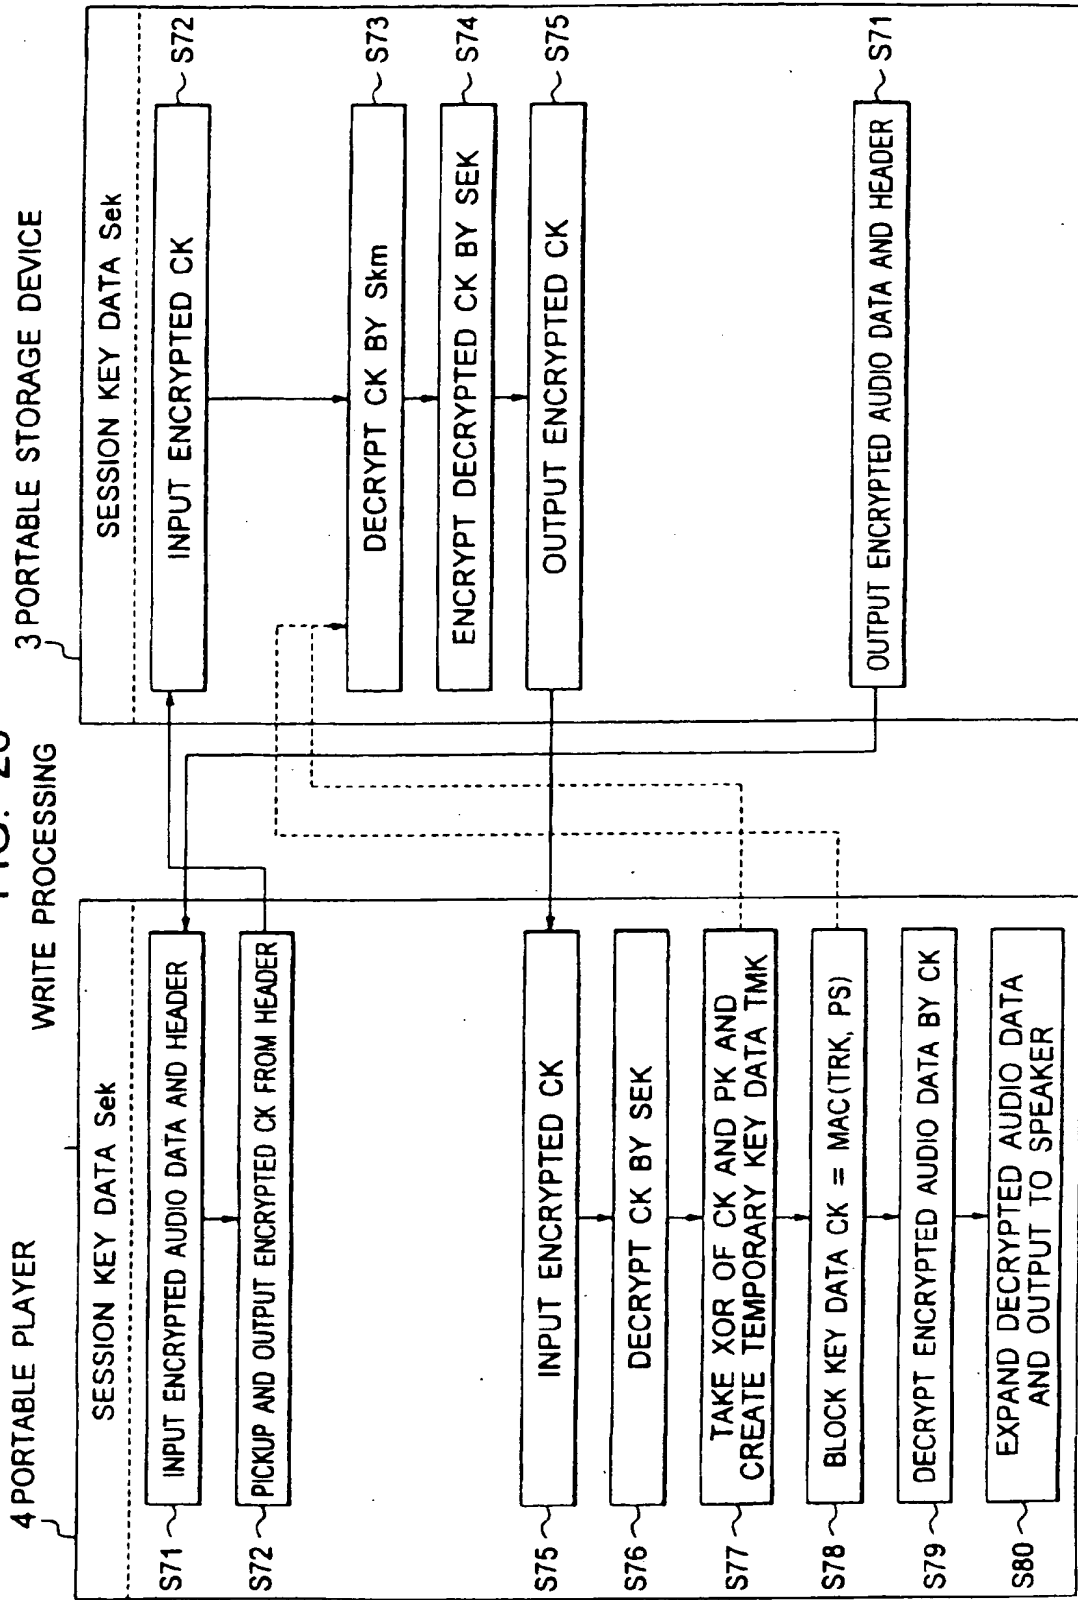 WRITE PROCESSING
4 PORTABLE PLAYER
SESSION KEY DATA Sek
S71
INPUT ENCRYPTED AUDIO DATA AND HEADER
S72
PICKUP AND OUTPUT ENCRYPTED CK FROM HEADER
S75
INPUT ENCRYPTED CK
S76
DECRYPT CK BY SEK
S77
TAKE XOR OF CK AND PK AND
CREATE TEMPORARY KEY DATA TMK
S78
BLOCK KEY DATA CK = MAC(TRK, PS)
S79
DECRYPT ENCRYPTED AUDIO DATA BY CK
S80
EXPAND DECRYPTED AUDIO DATA
AND OUTPUT TO SPEAKER
3 PORTABLE STORAGE DEVICE
SESSION KEY DATA Sek
INPUT ENCRYPTED CK
S72
DECRYPT CK BY Skm
S73
ENCRYPT DECRYPTED CK BY SEK
S74
OUTPUT ENCRYPTED CK
S75
OUTPUT ENCRYPTED AUDIO DATA AND HEADER
S71